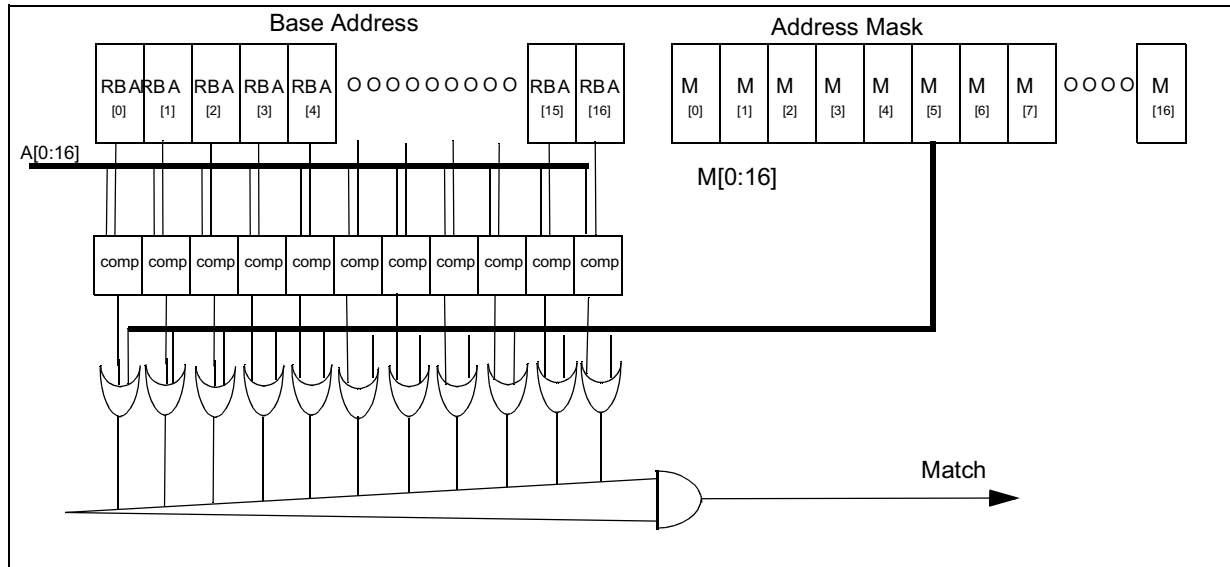 Base Address
Address Mask
RBA RBA RBA RBA RBA O O O O O O O O O RBA RBA
[0] [1] [2] [3] [4] [15] [16]
M M M M M M M M O O O O M
[0] [1] [2] [3] [4] [5] [6] [7] [16]
A[0:16]
M[0:16]
comp comp comp comp comp comp comp comp comp comp comp
Match